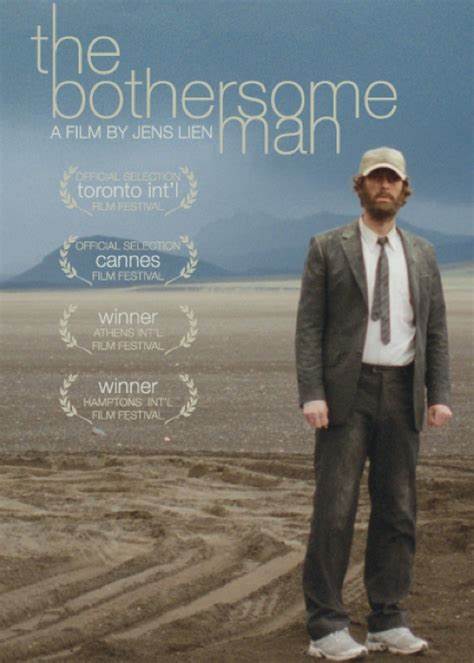 the
bothersome
man
A FILM BY JENS LIEN
OFFICIAL SELECTION
toronto int'l
FILM FESTIVAL
OFFICIAL SELECTION
cannes
FILM FESTIVAL
winner
ATHENS INT'L
FILM FESTIVAL
winner
HAMPTONS INT'L
FILM FESTIVAL